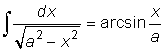 ∫ dx/√(a² − x²) = arcsin x/a